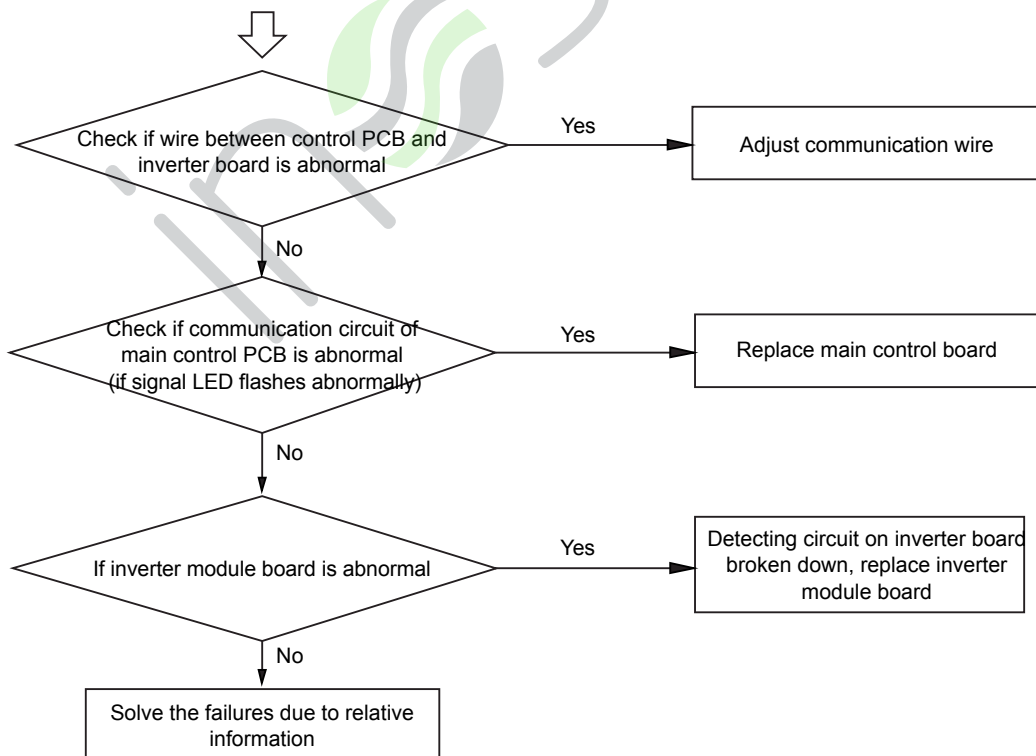 Check if wire between control PCB and
inverter board is abnormal
Yes
Adjust communication wire
No
Check if communication circuit of
main control PCB is abnormal
(if signal LED flashes abnormally)
Yes
Replace main control board
No
If inverter module board is abnormal
Yes
Detecting circuit on inverter board
broken down, replace inverter
module board
No
Solve the failures due to relative
information